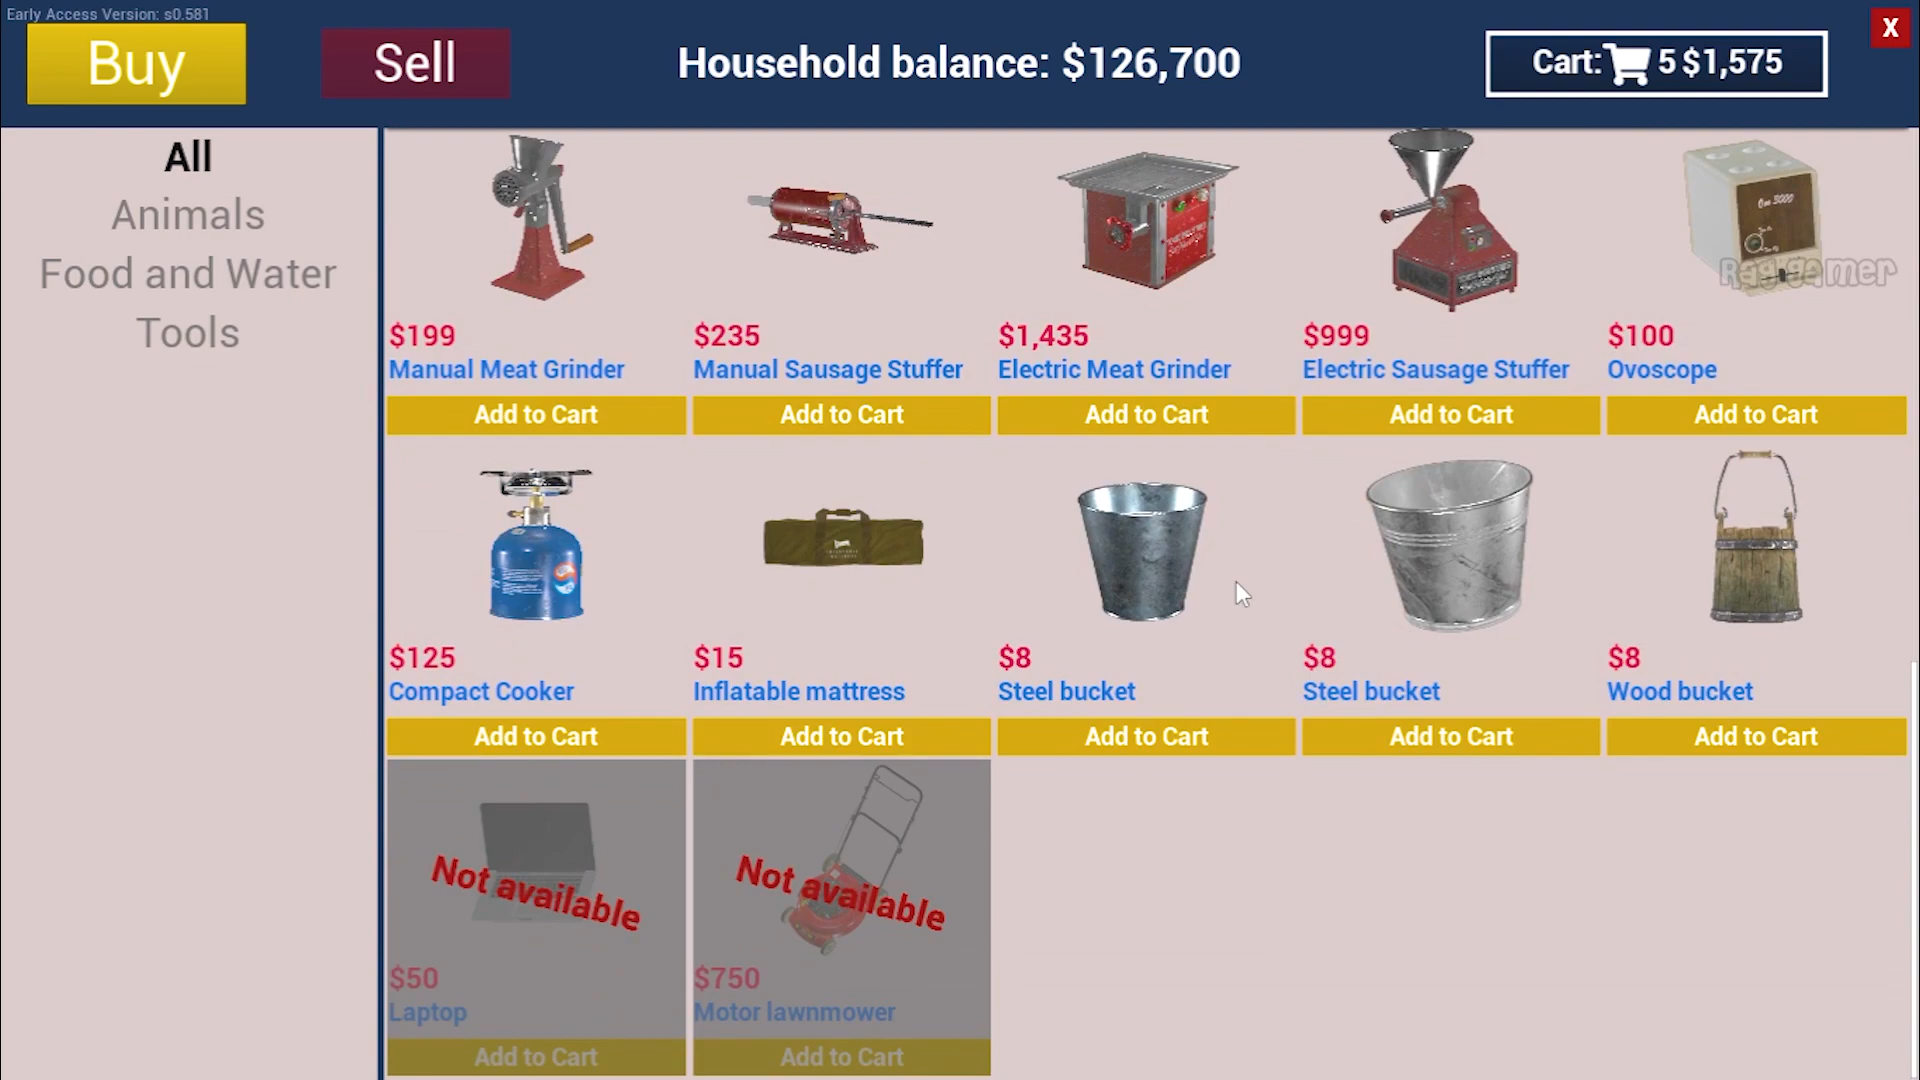 Early Access Version: s0.581
Buy
Sell
Household balance: $126,700
Cart: 5 $1,575
X
All
Animals
Food and Water
Tools
Ovo 3000
Raggamer
$199
$235
$1,435
$999
$100
Manual Meat Grinder
Manual Sausage Stuffer
Electric Meat Grinder
Electric Sausage Stuffer
Ovoscope
Add to Cart
Add to Cart
Add to Cart
Add to Cart
Add to Cart
$125
$15
$8
$8
$8
Compact Cooker
Inflatable mattress
Steel bucket
Steel bucket
Wood bucket
Add to Cart
Add to Cart
Add to Cart
Add to Cart
Add to Cart
Not available
Not available
$50
$750
Laptop
Motor lawnmower
Add to Cart
Add to Cart